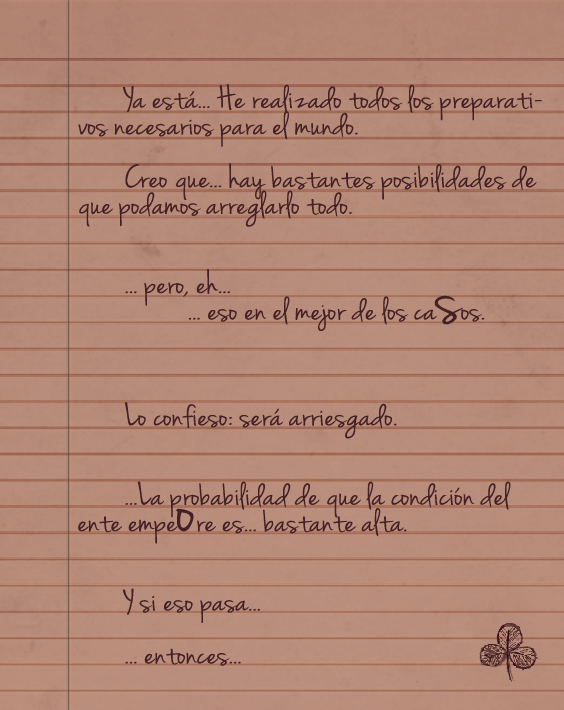 Ya está... He realizado todos los preparati-
vos necesarios para el mundo.
Creo que... hay bastantes posibilidades de
que podamos arreglarlo todo.
... pero, eh...
... eso en el mejor de los caSos.
Lo confieso: será arriesgado.
...La probabilidad de que la condición del
ente empeOre es... bastante alta.
Y si eso pasa...
... entonces...